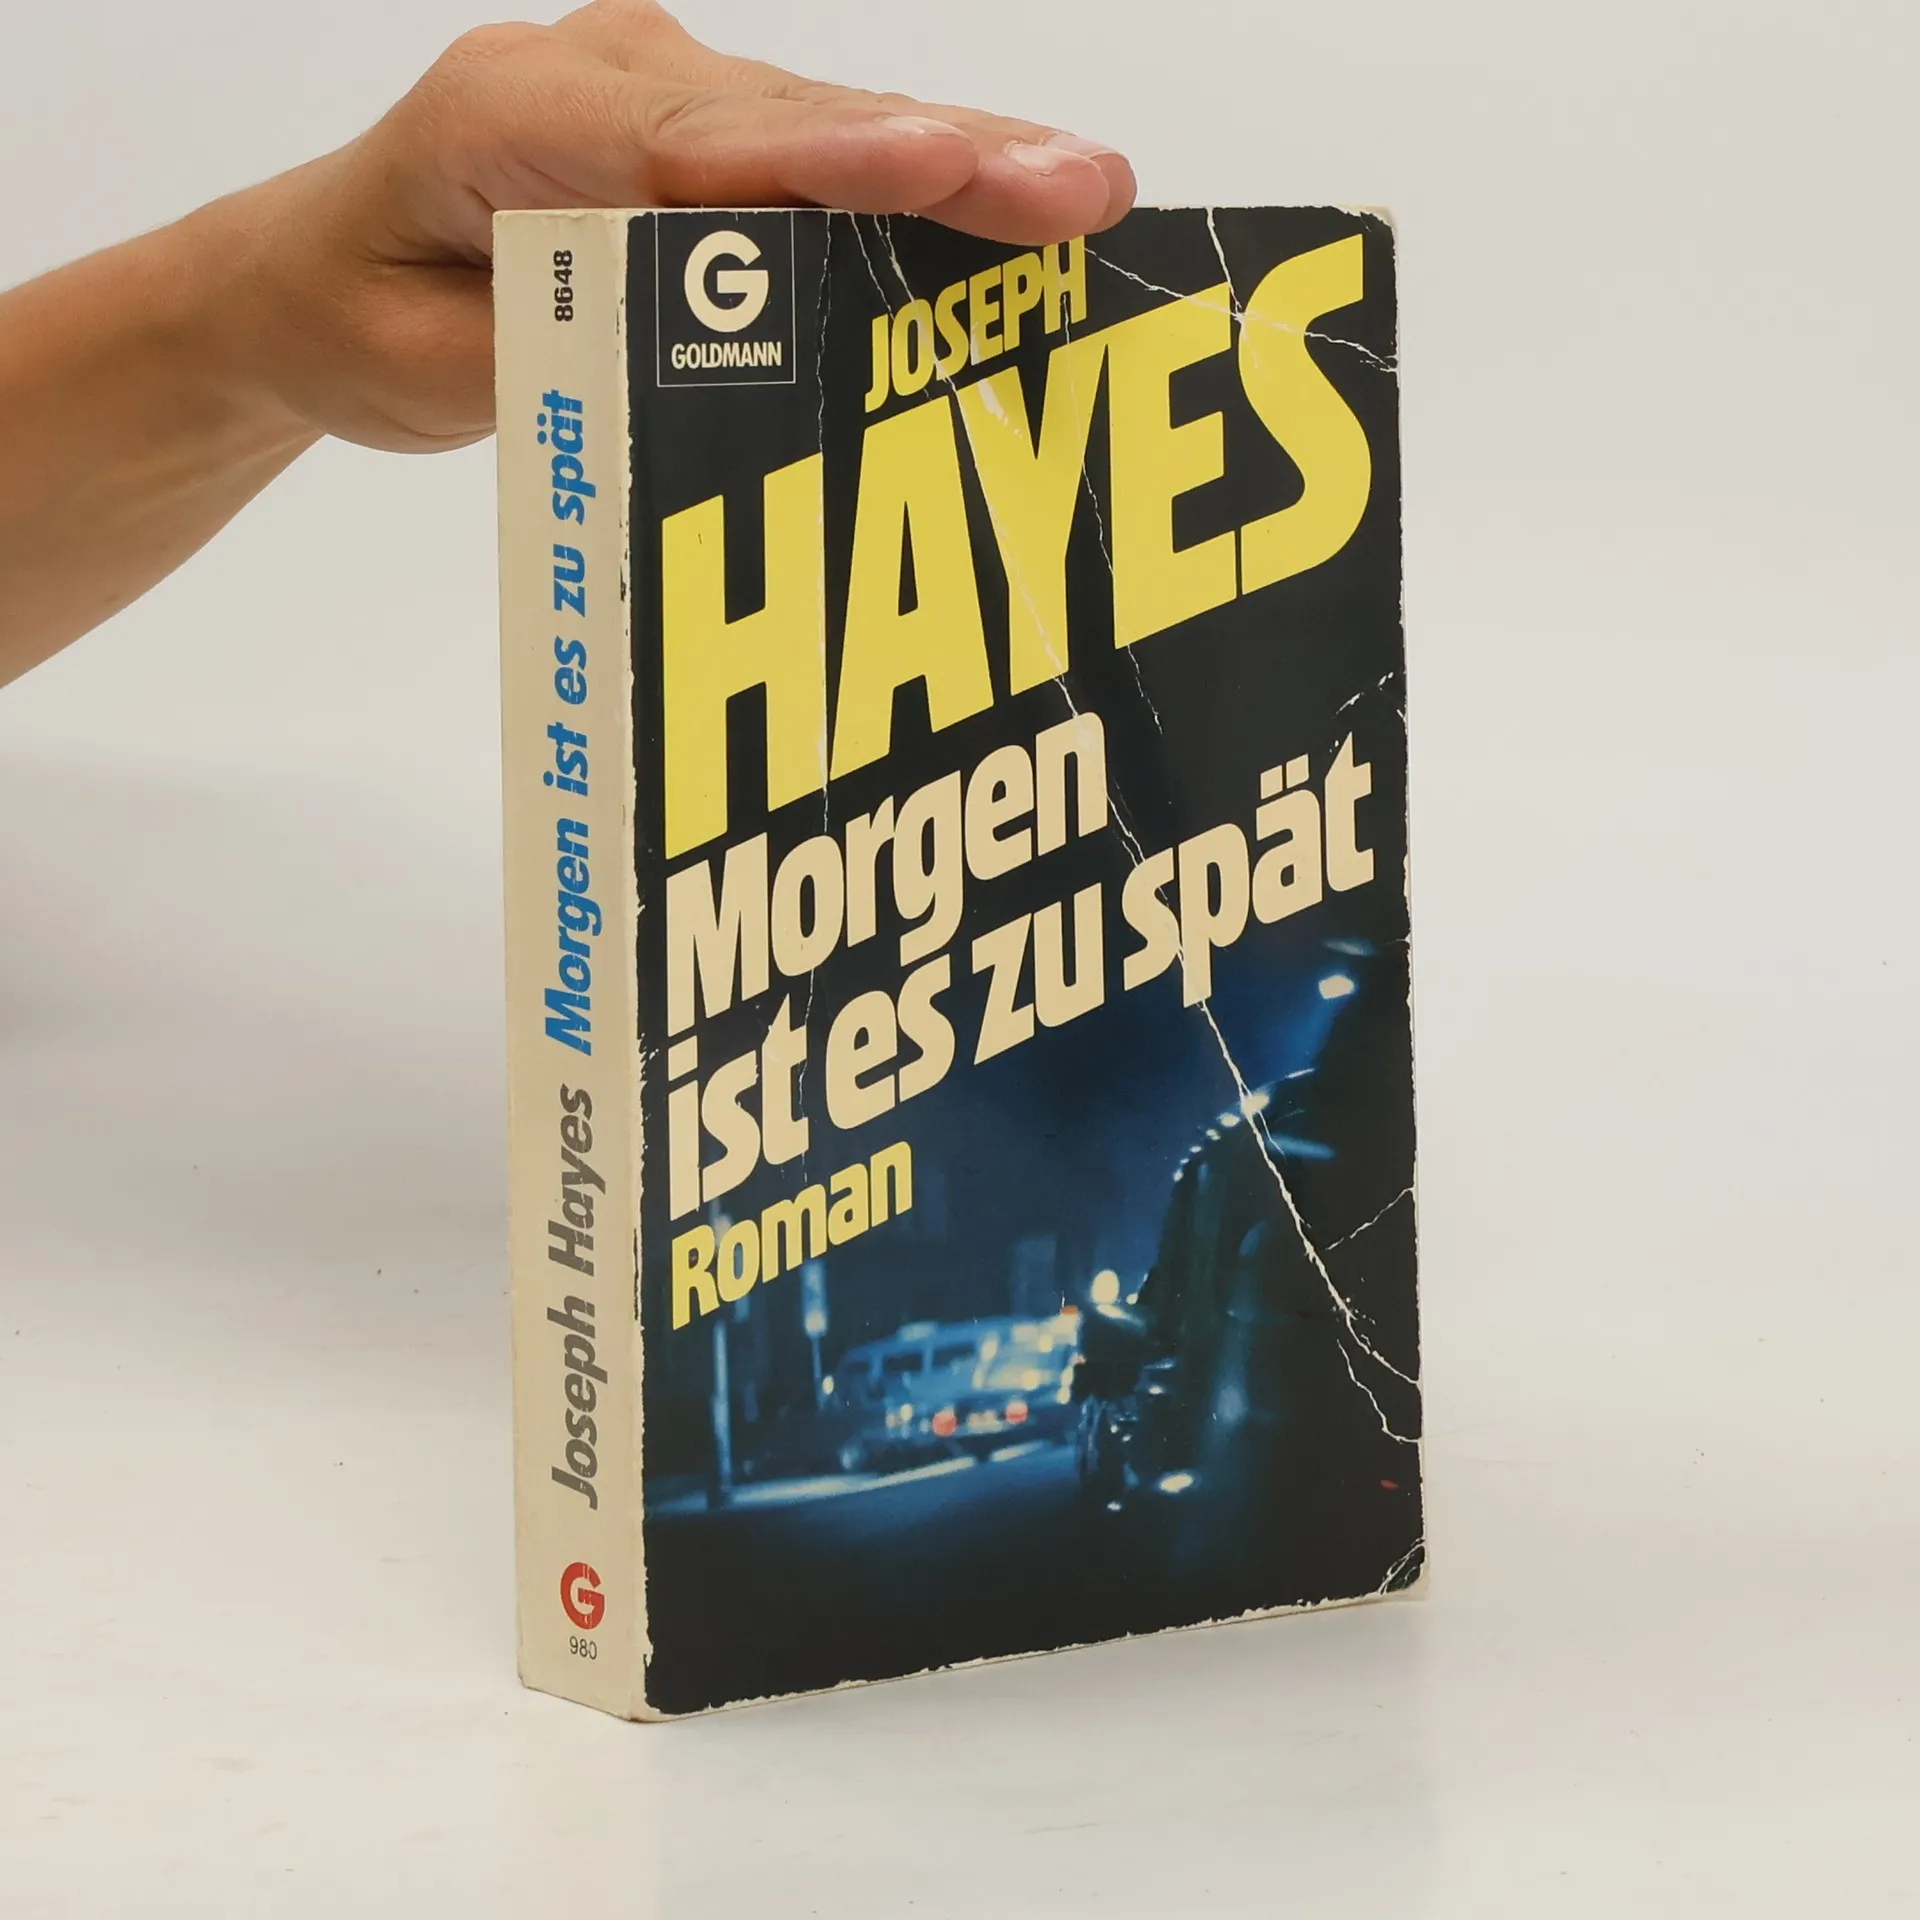 8648
Joseph Hayes Morgen ist es zu spät
G
980
G
GOLDMANN
JOSEPH
HAYES
Morgen
ist es zu spät
Roman